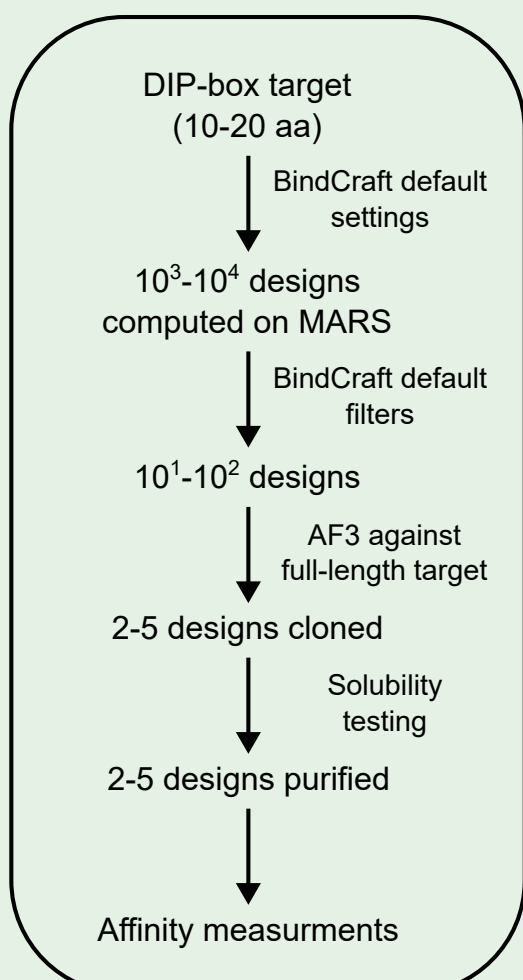 DIP-box target
(10-20 aa)
BindCraft default
settings
10³-10⁴ designs
computed on MARS
BindCraft default
filters
10¹-10² designs
AF3 against
full-length target
2-5 designs cloned
Solubility
testing
2-5 designs purified
Affinity measurments